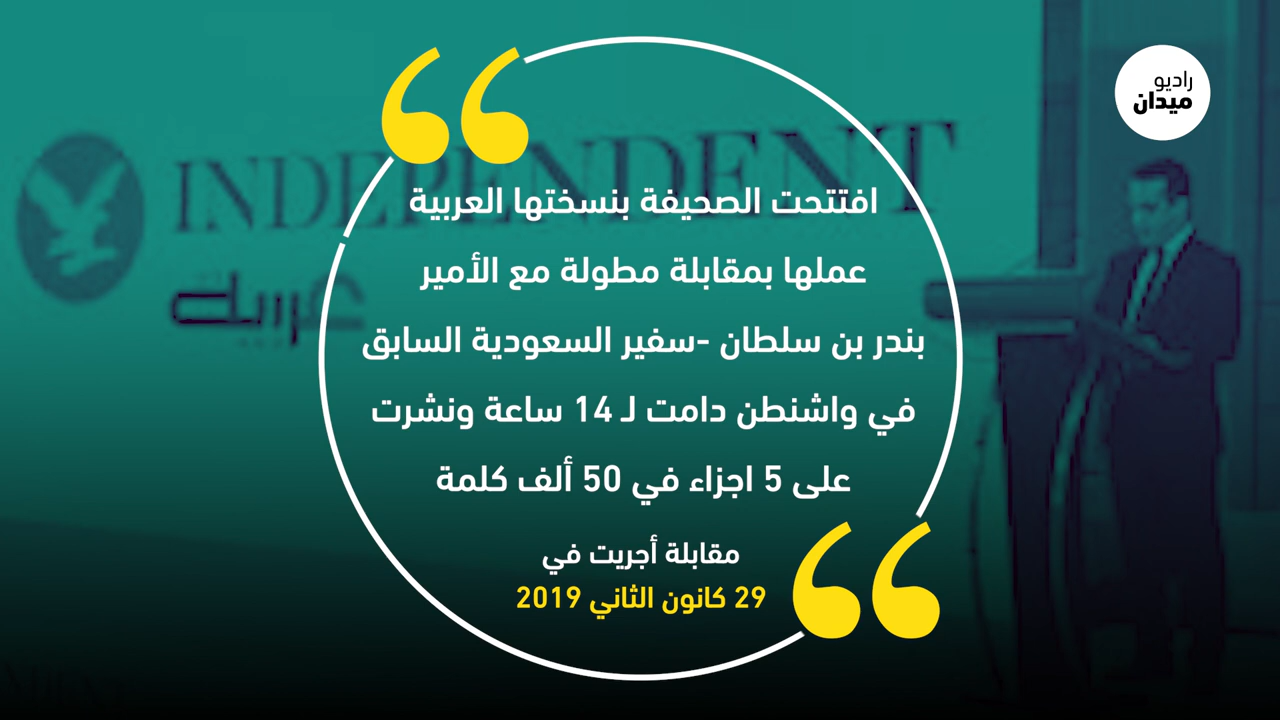 راديو
ميدان
INDEPENDENT
عربية
افتتحت الصحيفة بنسختها العربية
عملها بمقابلة مطولة مع الأمير
بندر بن سلطان -سفير السعودية السابق
في واشنطن دامت لـ 14 ساعة ونشرت
على 5 اجزاء في 50 ألف كلمة
مقابلة أجريت في
29 كانون الثاني 2019